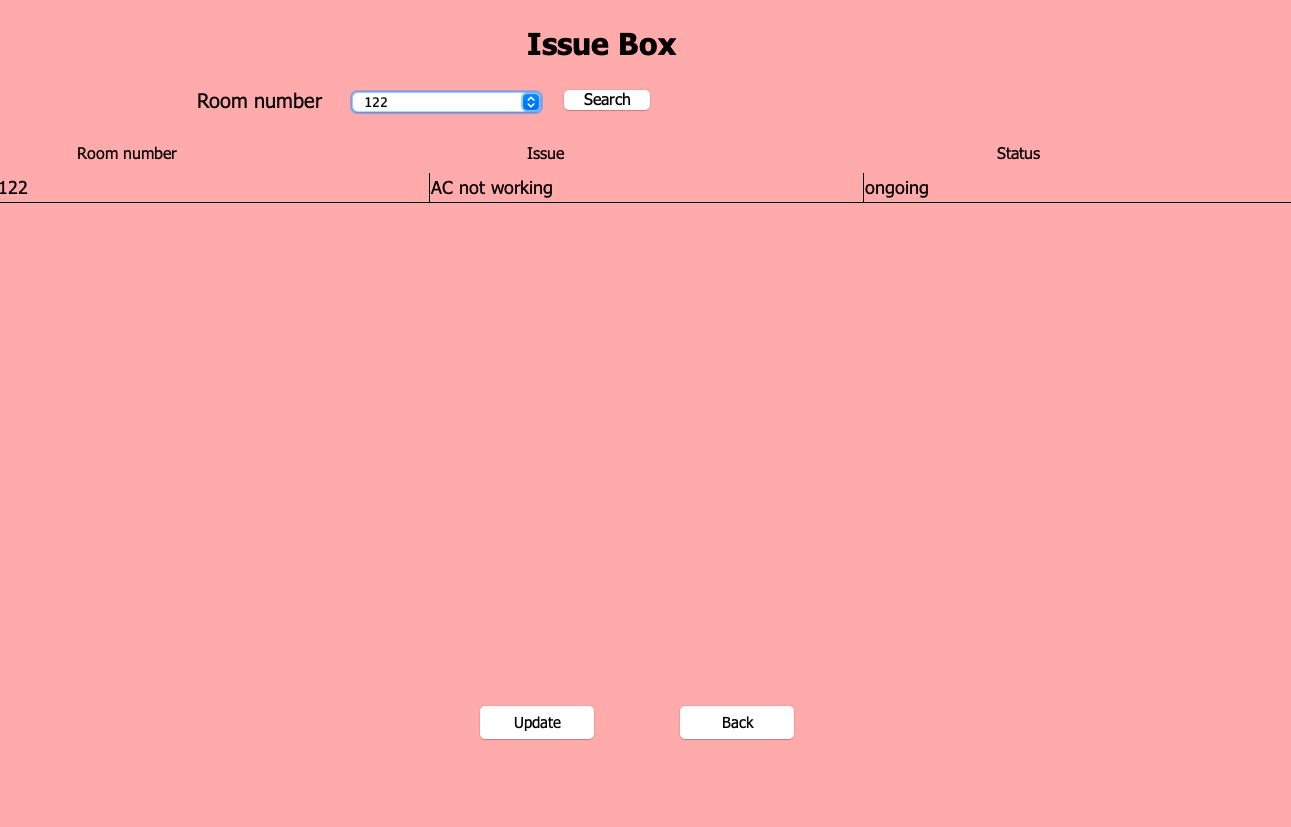 Issue Box
Room number 122 Search
Room number Issue Status
122 AC not working ongoing
Update Back